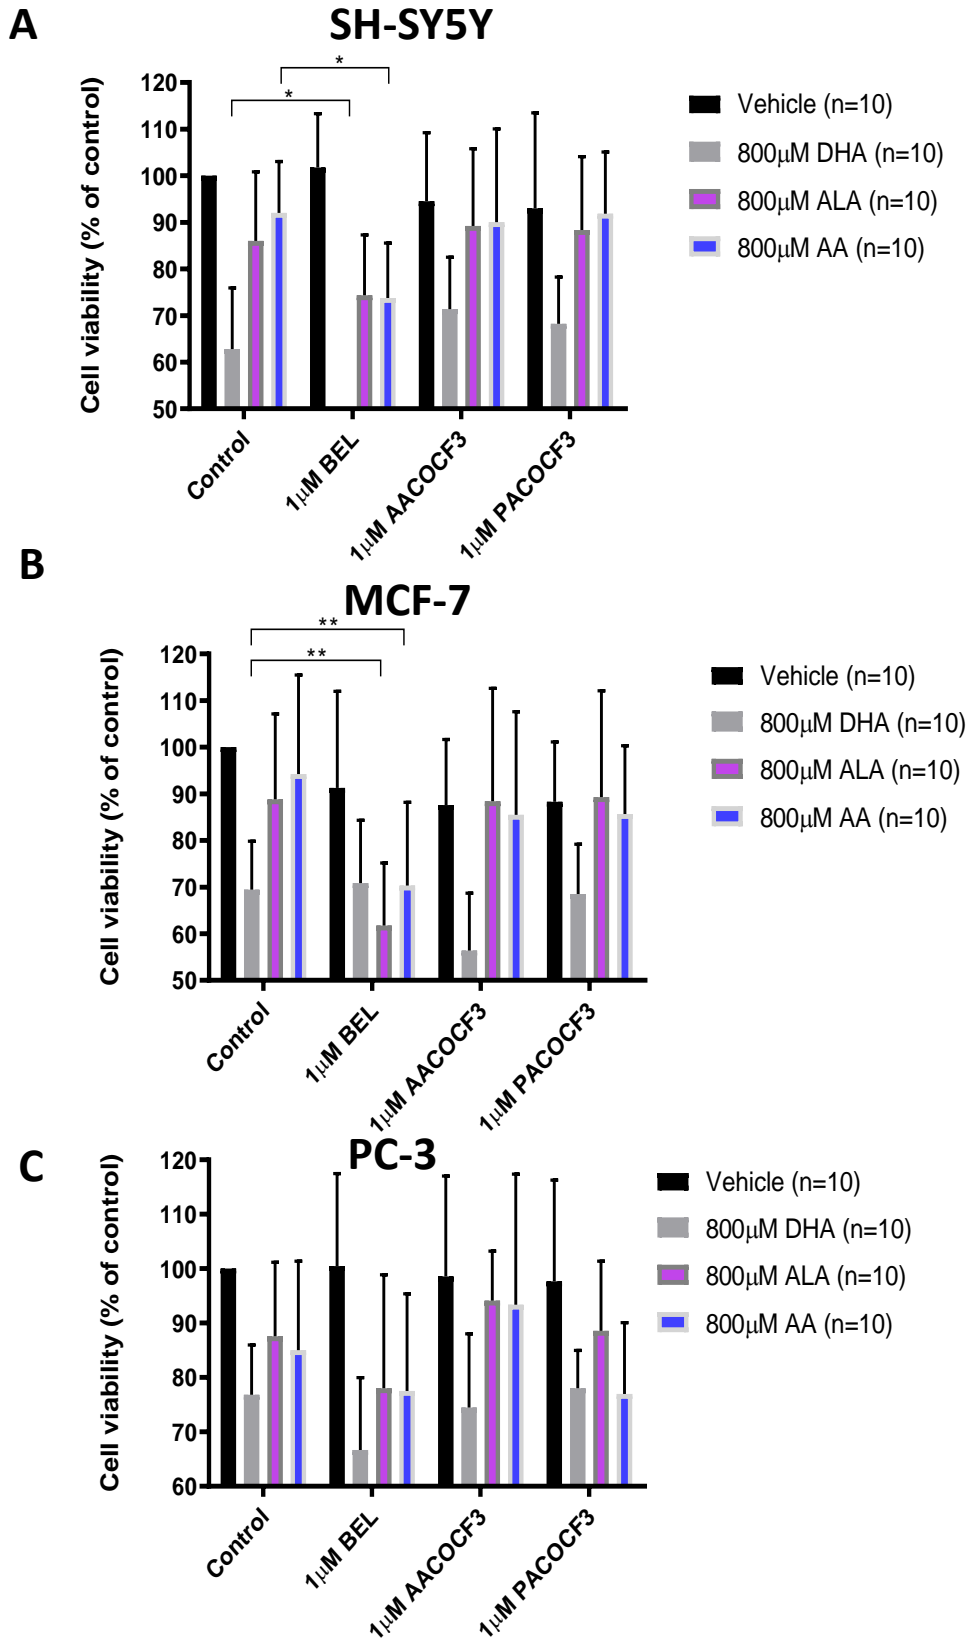 A
SH-SY5Y
*
*
Cell viability (% of control)
120
110
100
90
80
70
60
50
Control
1μM BEL
1μM AACOCF3
1μM PACOCF3
Vehicle (n=10)
800μM DHA (n=10)
800μM ALA (n=10)
800μM AA (n=10)
B
MCF-7
**
**
Cell viability (% of control)
120
110
100
90
80
70
60
50
Control
1μM BEL
1μM AACOCF3
1μM PACOCF3
Vehicle (n=10)
800μM DHA (n=10)
800μM ALA (n=10)
800μM AA (n=10)
C
PC-3
Cell viability (% of control)
120
110
100
90
80
70
60
Control
1μM BEL
1μM AACOCF3
1μM PACOCF3
Vehicle (n=10)
800μM DHA (n=10)
800μM ALA (n=10)
800μM AA (n=10)